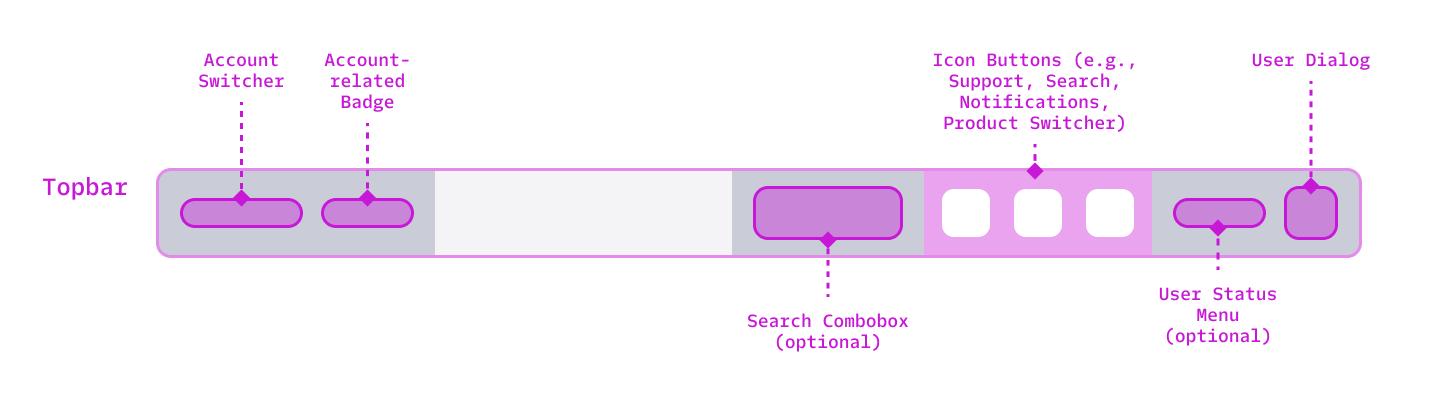 Account
Switcher
Account-
related
Badge
Icon Buttons (e.g.,
Support, Search,
Notifications,
Product Switcher)
User Dialog
Topbar
Search Combobox
(optional)
User Status
Menu
(optional)